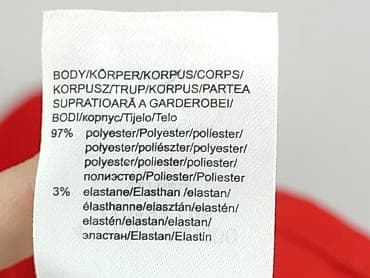 BODY/KÖRPER/KORPUS/CORPS/
KORPUSZ/TRUP/KORPUS/PARTEA
SUPRATIOARĂ A GARDEROBEI/
BODI/корпус/Tijelo/Telo
97% polyester/Polyester/poliester/
polyester/poliészter/polyester/
polyester/poliester/poliester/
полиэстер/Poliester/Poliester
3% elastane/Elasthan /elastan/
élasthanne/elasztán/elastén/
elastén/elastan/elastan/
эластан/Elastan/Elastin